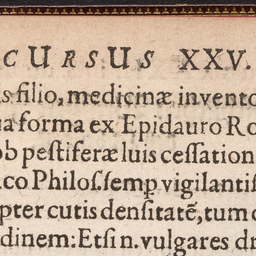 CURSUS XXV.
s filio, medicinæ invento
a forma ex Epidauro Ro
ob peſtiferæ luis ceſſation
co Philoſ. ſemp. vigilantiſ
pter cutis denſitatē, tum c
dinem: Etſi n. vulgares dr